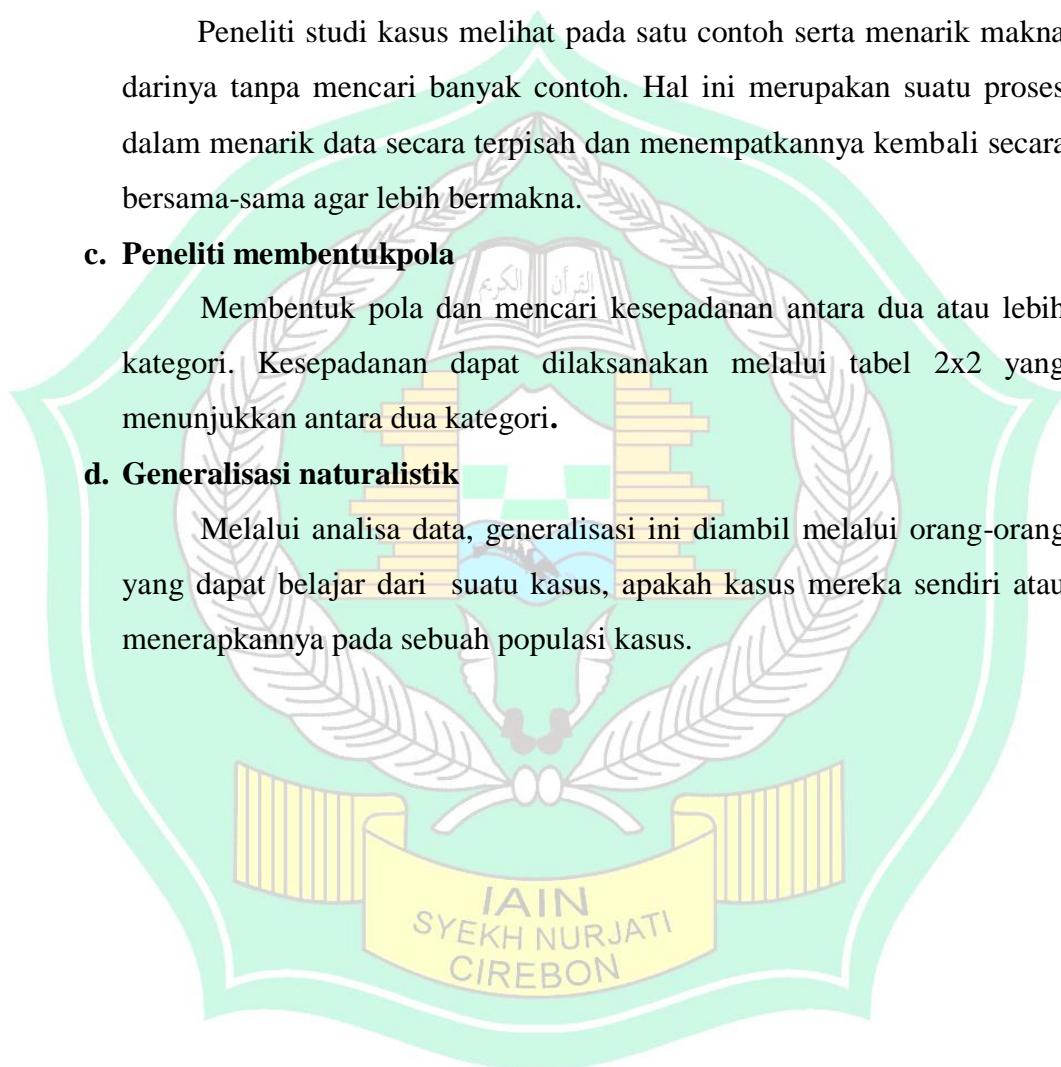 Peneliti studi kasus melihat pada satu contoh serta menarik makna
darinya tanpa mencari banyak contoh. Hal ini merupakan suatu proses
dalam menarik data secara terpisah dan menempatkannya kembali secara
bersama-sama agar lebih bermakna.
c. Peneliti membentukpola
القرآن الكريم
Membentuk pola dan mencari kesepadanan antara dua atau lebih
kategori. Kesepadanan dapat dilaksanakan melalui tabel 2x2 yang
menunjukkan antara dua kategori.
d. Generalisasi naturalistik
Melalui analisa data, generalisasi ini diambil melalui orang-orang
yang dapat belajar dari  suatu kasus, apakah kasus mereka sendiri atau
menerapkannya pada sebuah populasi kasus.
IAIN
SYEKH NURJATI
CIREBON